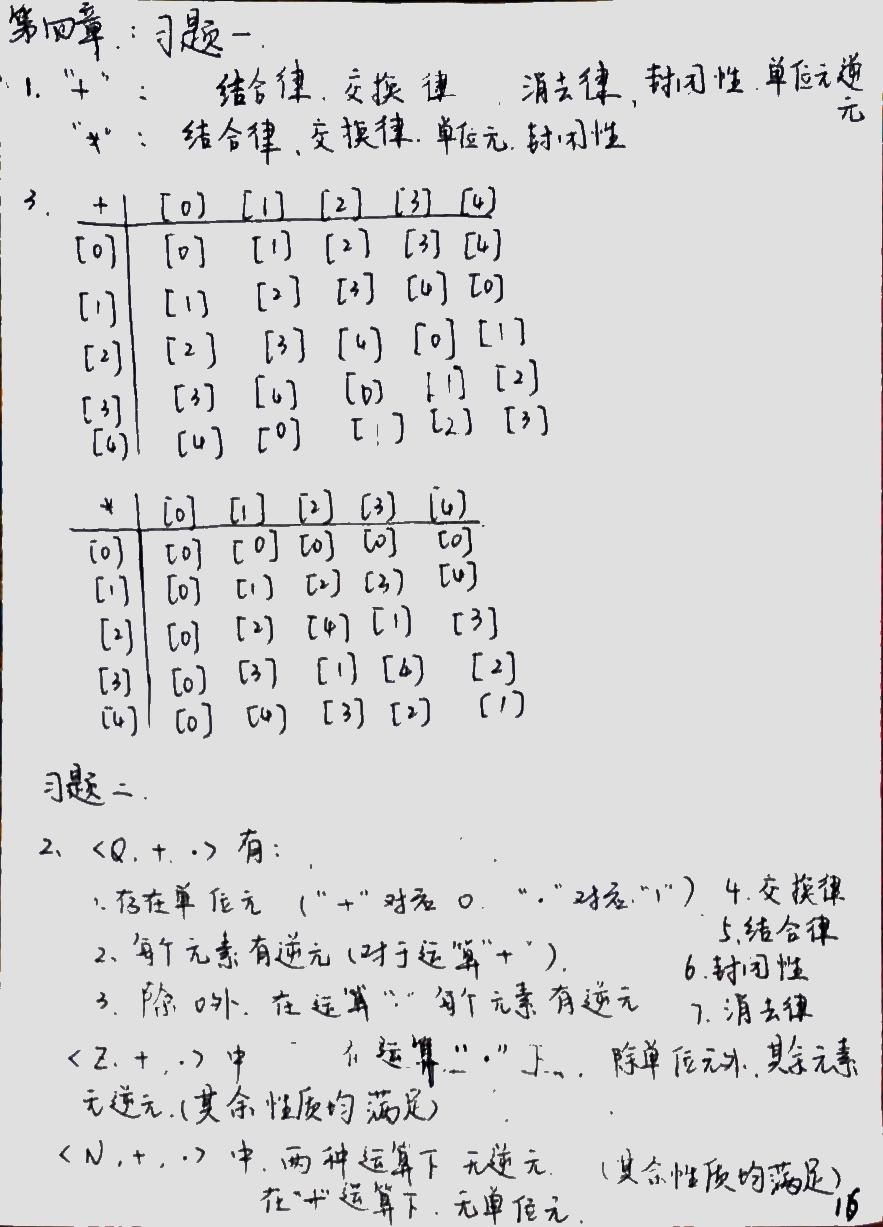 第四章：习题一.
1. "+"： 结合律、交换律、消去律、封闭性、单位元逆元
"*"：结合律、交换律、单位元、封闭性
3. + [0] [1] [2] [3] [4]
[0] [0] [1] [2] [3] [4]
[1] [1] [2] [3] [4] [0]
[2] [2] [3] [4] [0] [1]
[3] [3] [4] [0] [1] [2]
[4] [4] [0] [1] [2] [3]
* [0] [1] [2] [3] [4]
[0] [0] [0] [0] [0] [0]
[1] [0] [1] [2] [3] [4]
[2] [0] [2] [4] [1] [3]
[3] [0] [3] [1] [4] [2]
[4] [0] [4] [3] [2] [1]
习题二.
2、<Q, +, ·> 有：
1.存在单位元（"+"对应0. "·"对应"1"） 4.交换律
5.结合律
2、每个元素有逆元（对于运算"+"）. 6.封闭性
3. 除0外.在运算"·"每个元素有逆元 7.消去律
<Z, +, ·>中 在运算"·"下, 除单位元外,其余元素
无逆元.（其余性质均满足）
<N, +, ·>中.两种运算下无逆元.（其余性质均满足）
在"+"运算下.无单位元.
16